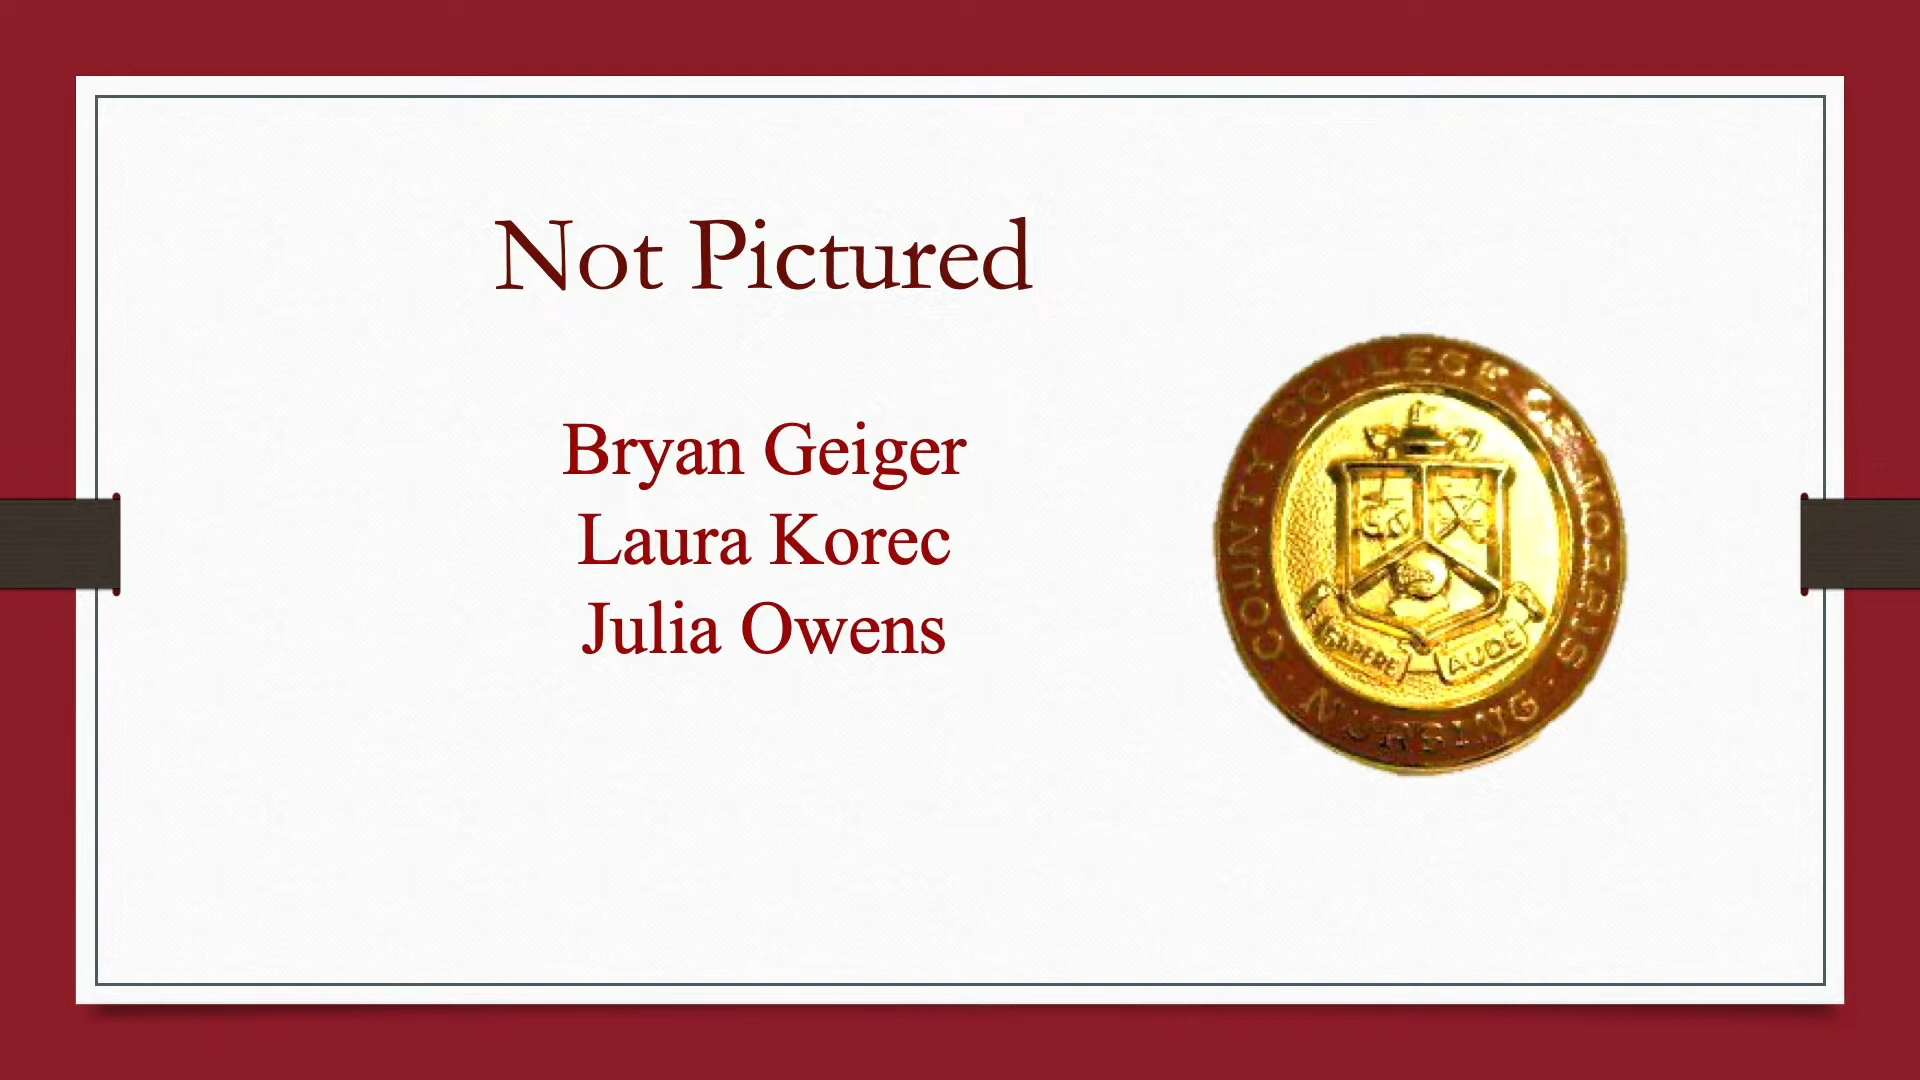 Not Pictured
Bryan Geiger
Laura Korec
Julia Owens
COUNTY COLLEGE OF MORRIS
SAPERE AUDE
· NURSING ·